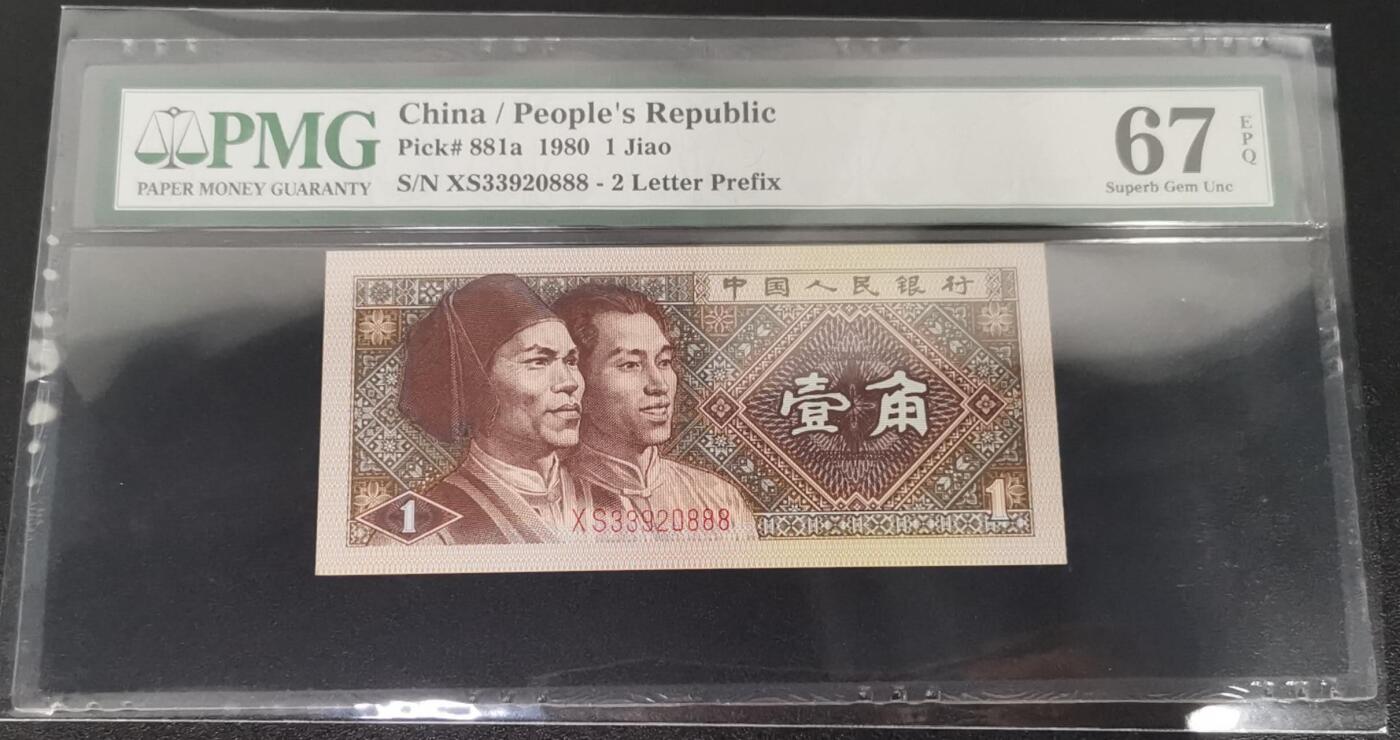 PMG
PAPER MONEY GUARANTY
China / People's Republic
Pick# 881a 1980 1 Jiao
S/N XS33920888 - 2 Letter Prefix
67
EPQ
Superb Gem Unc
中国人民银行
壹角
1
XS33920888
1